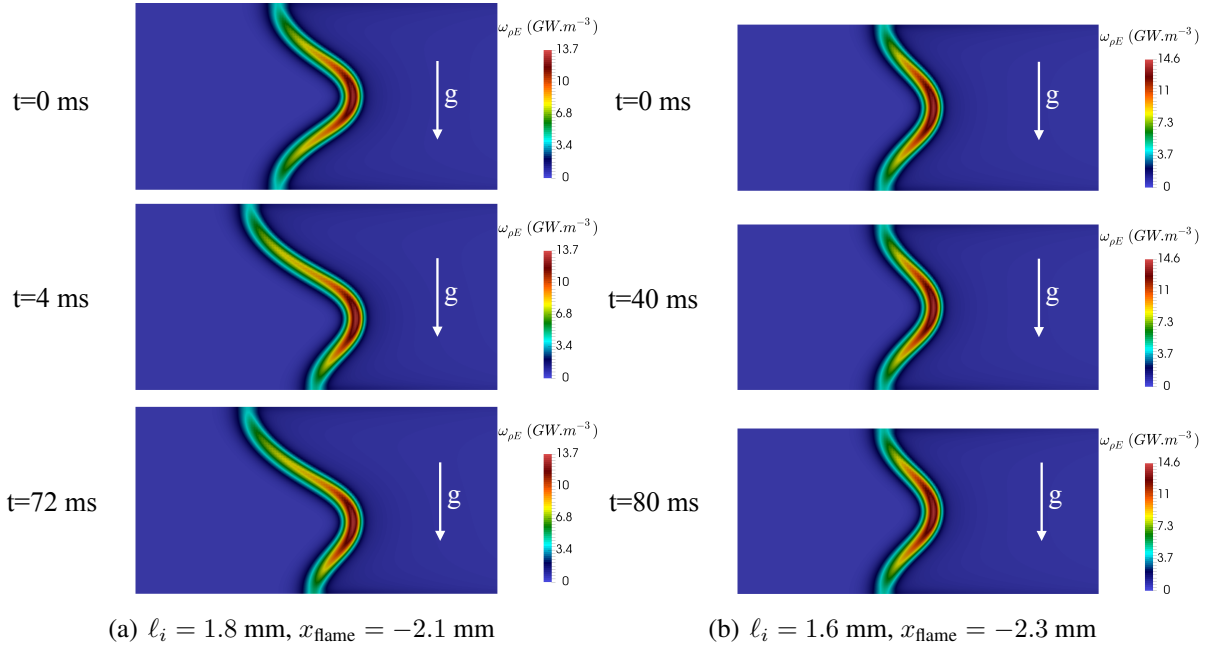 ω_ρE (GW.m⁻³)
13.7
10
6.8
3.4
0
t=0 ms
g
ω_ρE (GW.m⁻³)
14.6
11
7.3
3.7
0
t=0 ms
g
ω_ρE (GW.m⁻³)
13.7
10
6.8
3.4
0
t=4 ms
g
ω_ρE (GW.m⁻³)
14.6
11
7.3
3.7
0
t=40 ms
g
ω_ρE (GW.m⁻³)
13.7
10
6.8
3.4
0
t=72 ms
g
ω_ρE (GW.m⁻³)
14.6
11
7.3
3.7
0
t=80 ms
g
(a) ℓ_i = 1.8 mm, x_flame = −2.1 mm
(b) ℓ_i = 1.6 mm, x_flame = −2.3 mm